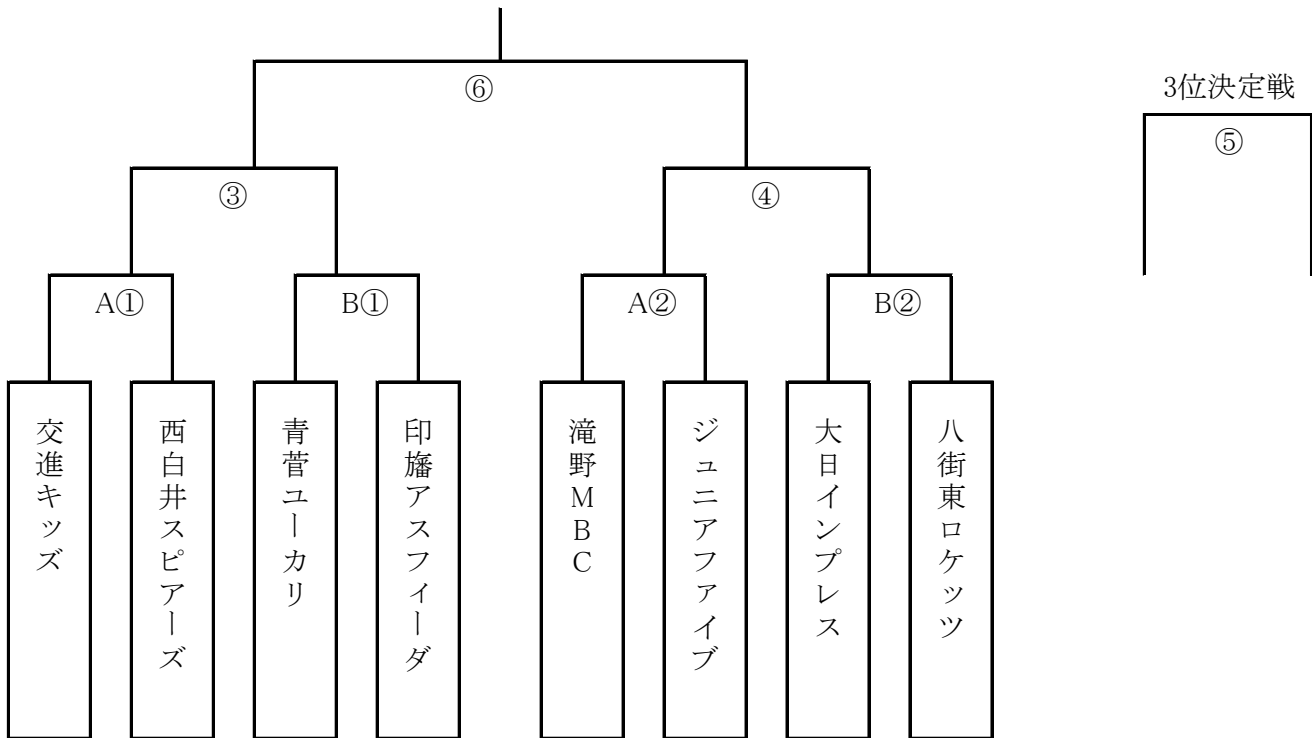 ⑥
3位決定戦
⑤
③
④
A①
B①
A②
B②
交進キッズ
西白井スピアーズ
青菅ユーカリ
印旛アスフィーダ
滝野MBC
ジュニアファイブ
大日インプレス
八街東ロケッツ